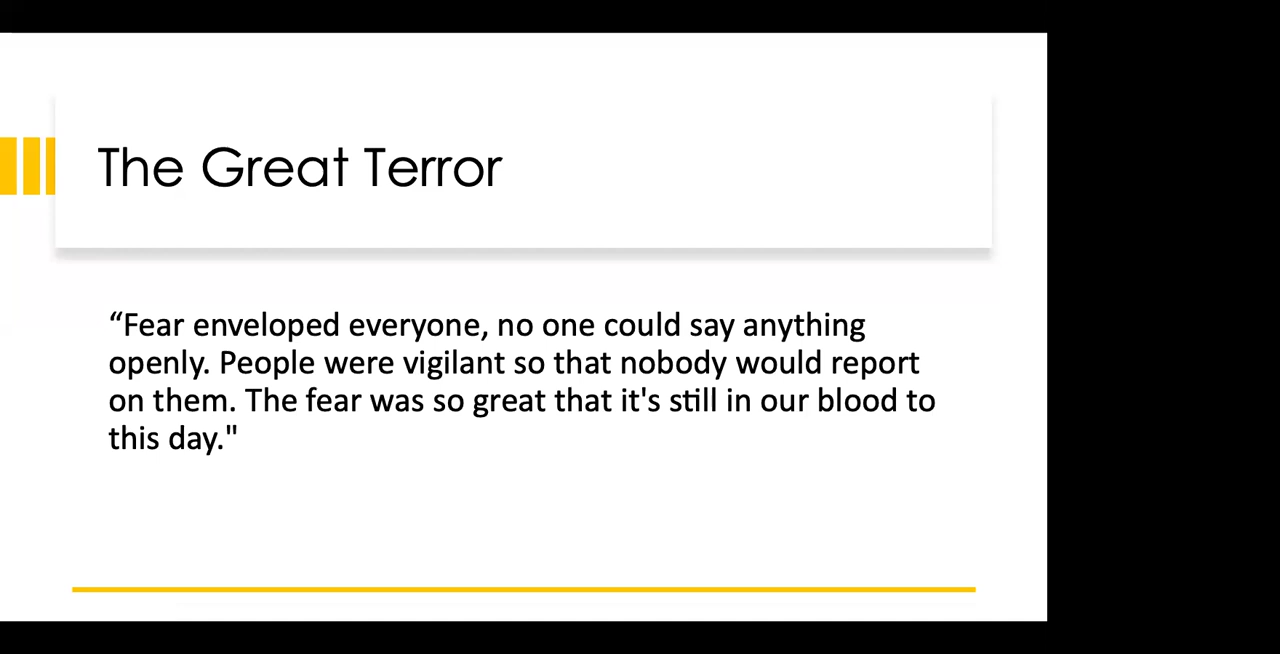 The Great Terror
“Fear enveloped everyone, no one could say anything
openly. People were vigilant so that nobody would report
on them. The fear was so great that it's still in our blood to
this day."